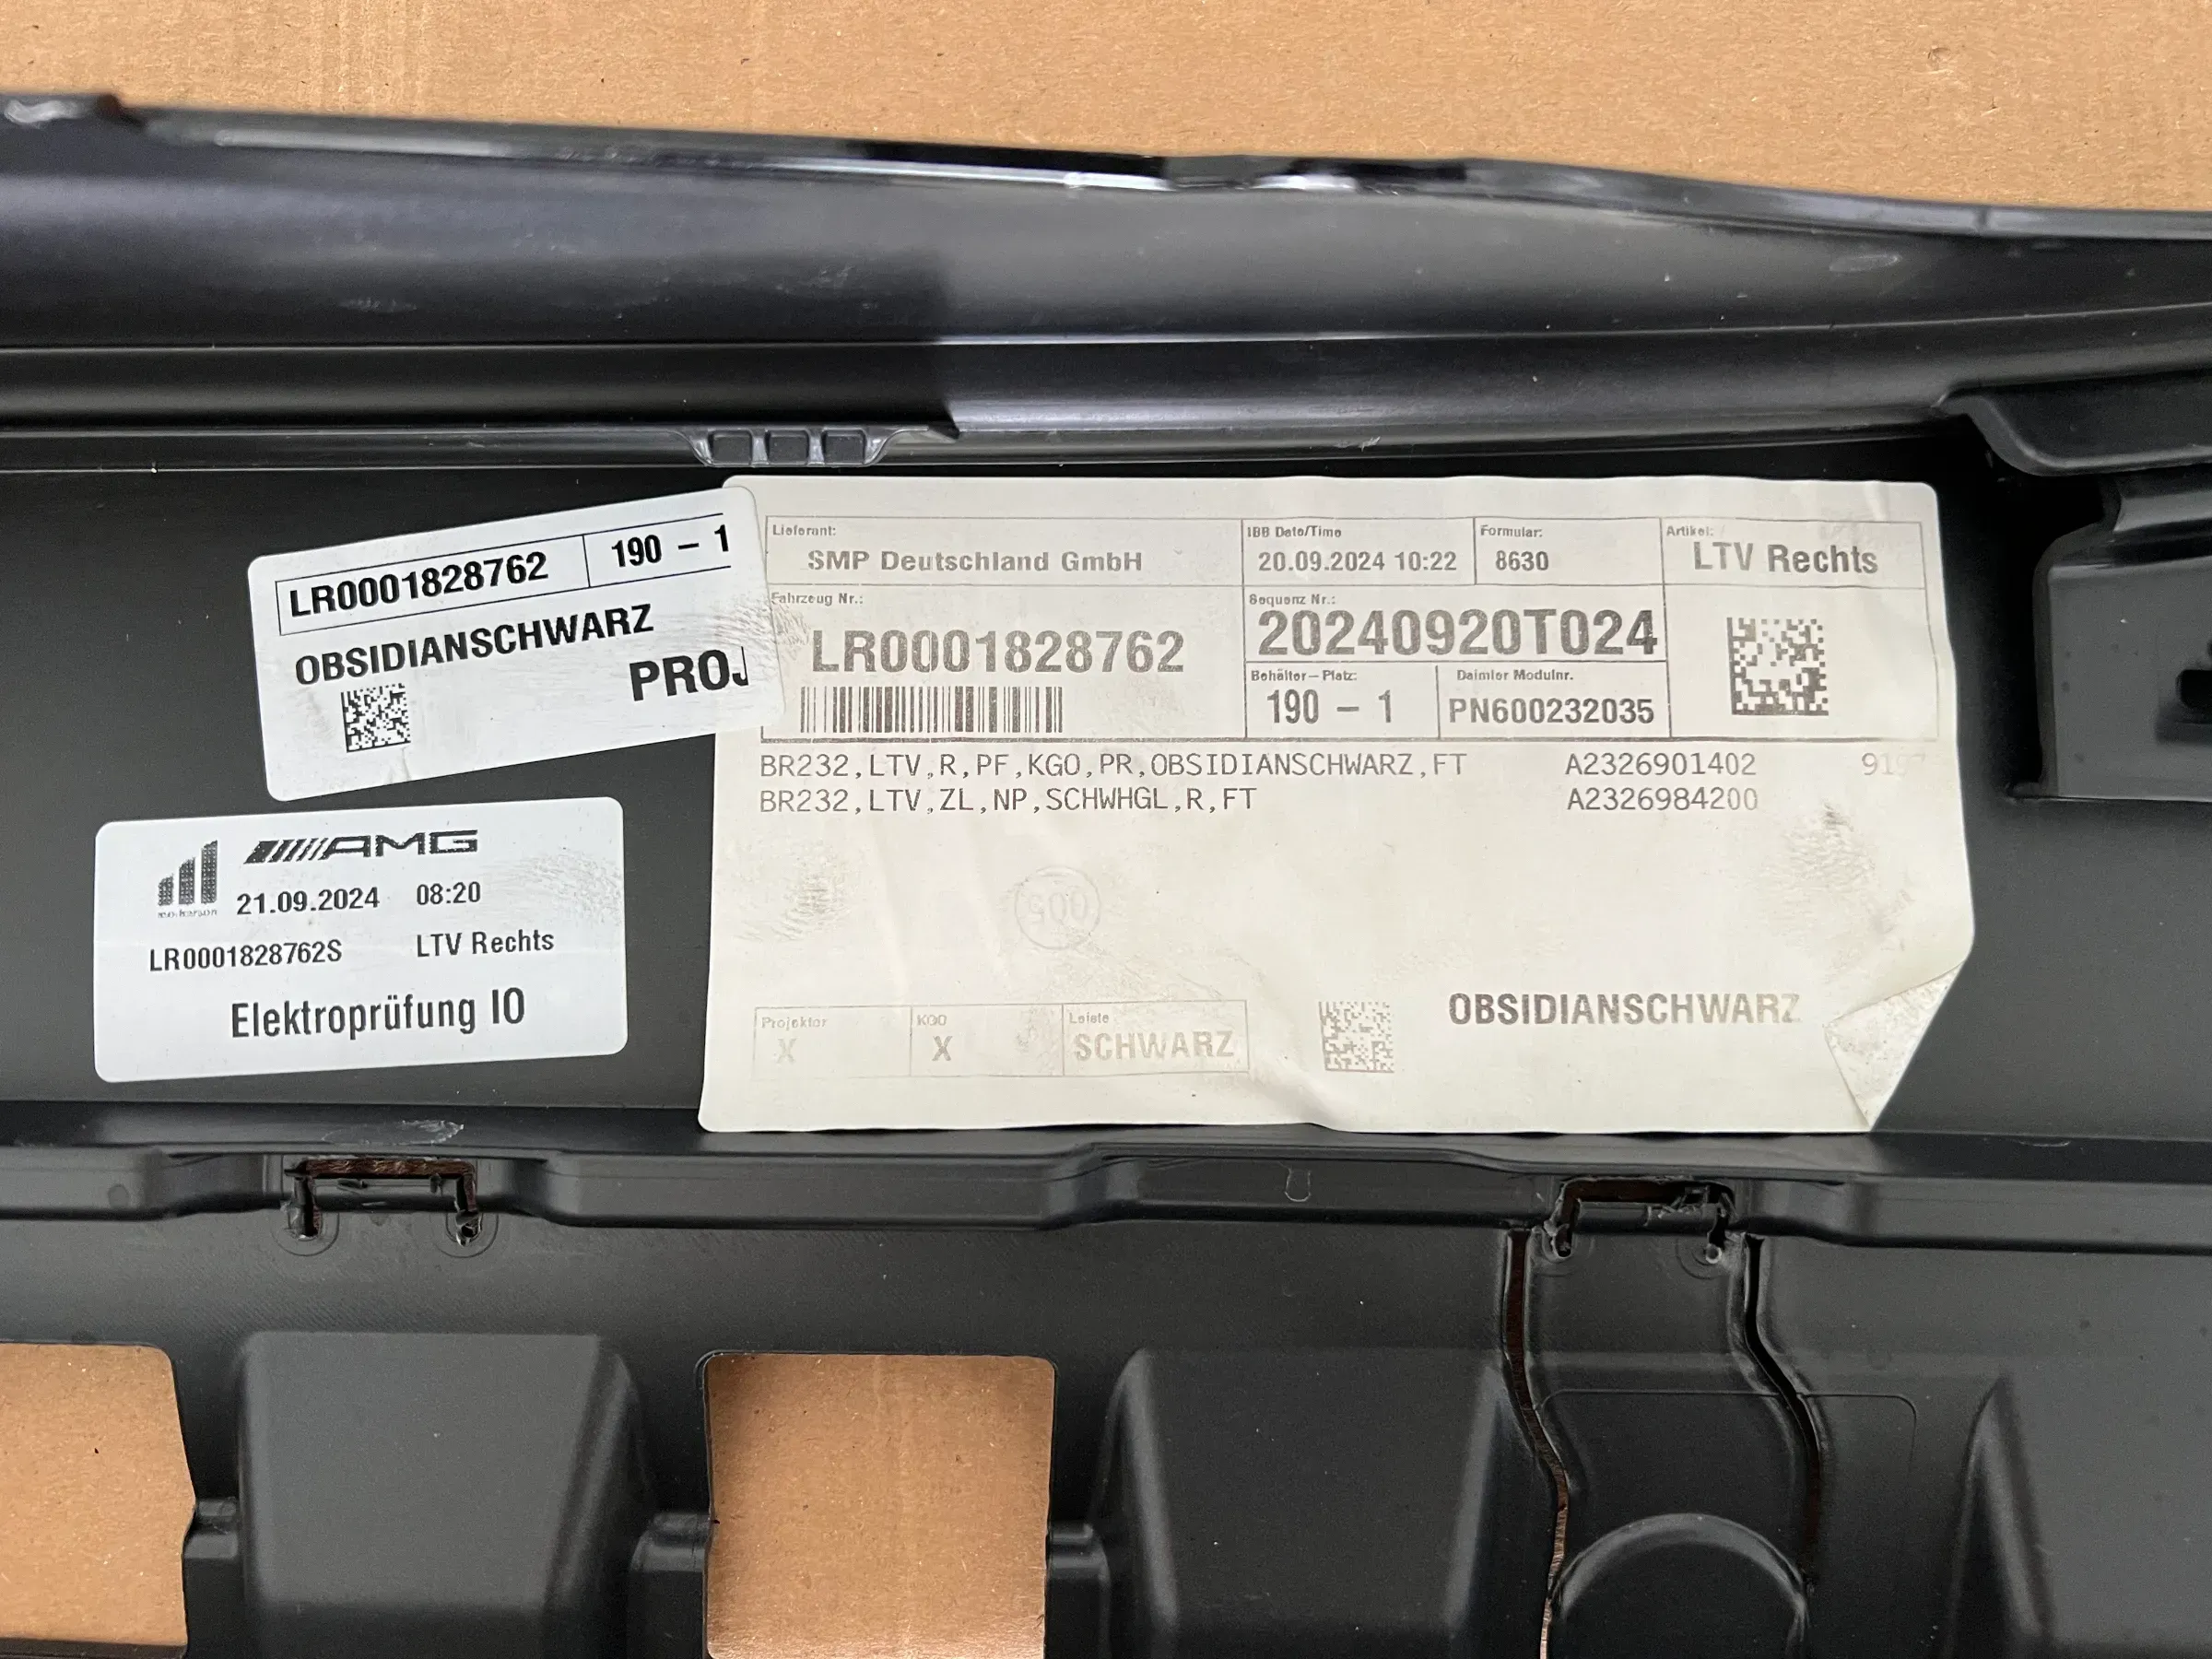 LR0001828762 190 – 1
OBSIDIANSCHWARZ
PROJ
AMG
21.09.2024 08:20
LR0001828762S LTV Rechts
Elektroprüfung IO
Lieferant:
SMP Deutschland GmbH
IBB Date/Time
20.09.2024 10:22
Formular:
8630
Artikel:
LTV Rechts
Fahrzeug Nr.:
LR0001828762
Sequenz Nr.:
20240920T024
Behälter – Platz:
190 – 1
Daimler Modulnr.
PN600232035
BR232,LTV,R,PF,KGO,PR,OBSIDIANSCHWARZ,FT A2326901402
BR232,LTV,ZL,NP,SCHWHGL,R,FT A2326984200
Projektor
X
KGO
X
Leiste
SCHWARZ
OBSIDIANSCHWARZ